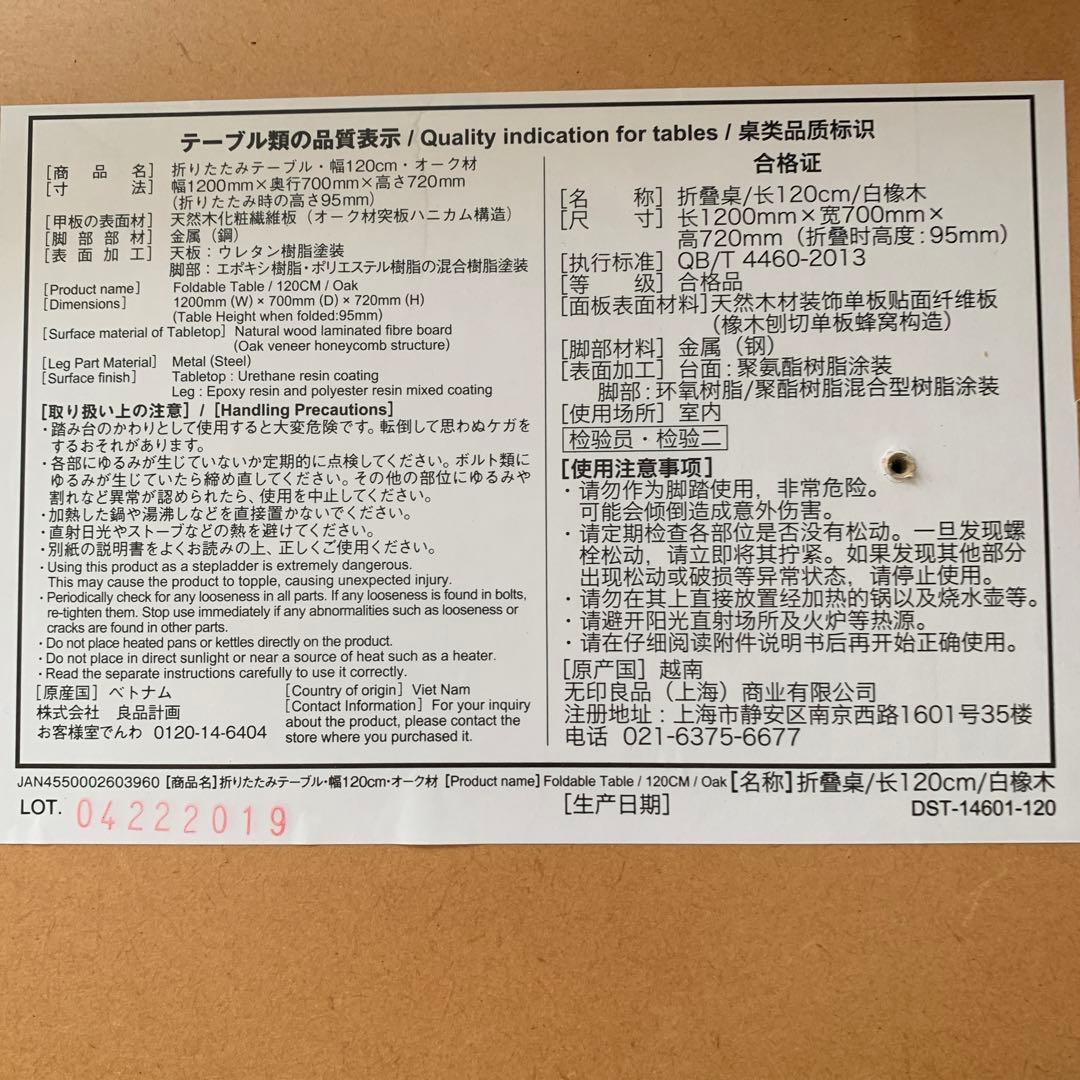 テーブル類の品質表示 / Quality indication for tables / 桌类品质标识
[商品名] 折りたたみテーブル・幅120cm・オーク材
[寸法] 幅1200mm×奥行700mm×高さ720mm
(折りたたみ時の高さ95mm)
[甲板の表面材] 天然木化粧繊維板（オーク材突板ハニカム構造）
[脚部部材] 金属（鋼）
[表面加工] 天板：ウレタン樹脂塗装
脚部：エポキシ樹脂・ポリエステル樹脂の混合樹脂塗装
[Product name] Foldable Table / 120CM / Oak
[Dimensions] 1200mm (W) × 700mm (D) × 720mm (H)
(Table Height when folded:95mm)
[Surface material of Tabletop] Natural wood laminated fibre board
(Oak veneer honeycomb structure)
[Leg Part Material] Metal (Steel)
[Surface finish] Tabletop : Urethane resin coating
Leg : Epoxy resin and polyester resin mixed coating
[取り扱い上の注意] / [Handling Precautions]
・踏み台のかわりとして使用すると大変危険です。転倒して思わぬケガを
するおそれがあります。
・各部にゆるみが生じていないか定期的に点検してください。ボルト類に
ゆるみが生じていたら締め直してください。その他の部位にゆるみや
割れなど異常が認められたら、使用を中止してください。
・加熱した鍋や湯沸しなどを直接置かないでください。
・直射日光やストーブなどの熱を避けてください。
・別紙の説明書をよくお読みの上、正しくご使用ください。
・Using this product as a stepladder is extremely dangerous.
This may cause the product to topple, causing unexpected injury.
・Periodically check for any looseness in all parts. If any looseness is found in bolts,
re-tighten them. Stop use immediately if any abnormalities such as looseness or
cracks are found in other parts.
・Do not place heated pans or kettles directly on the product.
・Do not place in direct sunlight or near a source of heat such as a heater.
・Read the separate instructions carefully to use it correctly.
[原産国] ベトナム
株式会社 良品計画
お客様室でんわ 0120-14-6404
[Country of origin] Viet Nam
[Contact Information] For your inquiry
about the product, please contact the
store where you purchased it.
合格证
[名称] 折叠桌/长120cm/白橡木
[尺寸] 长1200mm×宽700mm×
高720mm（折叠时高度:95mm）
[执行标准] QB/T 4460-2013
[等级] 合格品
[面板表面材料] 天然木材装饰单板贴面纤维板
（橡木刨切单板蜂窝构造）
[脚部材料] 金属（钢）
[表面加工] 台面:聚氨酯树脂涂装
脚部:环氧树脂/聚酯树脂混合型树脂涂装
[使用场所] 室内
检验员・检验二
[使用注意事项]
・请勿作为脚踏使用，非常危险。
可能会倾倒造成意外伤害。
・请定期检查各部位是否没有松动。一旦发现螺
栓松动，请立即将其拧紧。如果发现其他部分
出现松动或破损等异常状态，请停止使用。
・请勿在其上直接放置经加热的锅以及烧水壶等。
・请避开阳光直射场所及火炉等热源。
・请在仔细阅读附件说明书后再开始正确使用。
[原产国] 越南
无印良品（上海）商业有限公司
注册地址：上海市静安区南京西路1601号35楼
电话 021-6375-6677
JAN4550002603960 [商品名]折りたたみテーブル・幅120cm・オーク材 [Product name] Foldable Table / 120CM / Oak [名称]折叠桌/长120cm/白橡木
LOT. 04222019 [生产日期] DST-14601-120